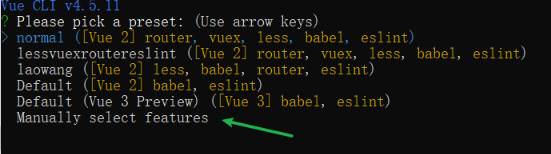 Vue CLI v4.5.11
? Please pick a preset: (Use arrow keys)
> normal ([Vue 2] router, vuex, less, babel, eslint)
lessvuexroutereslint ([Vue 2] router, vuex, less, babel, eslint)
laowang ([Vue 2] less, babel, router, eslint)
Default ([Vue 2] babel, eslint)
Default (Vue 3 Preview) ([Vue 3] babel, eslint)
Manually select features